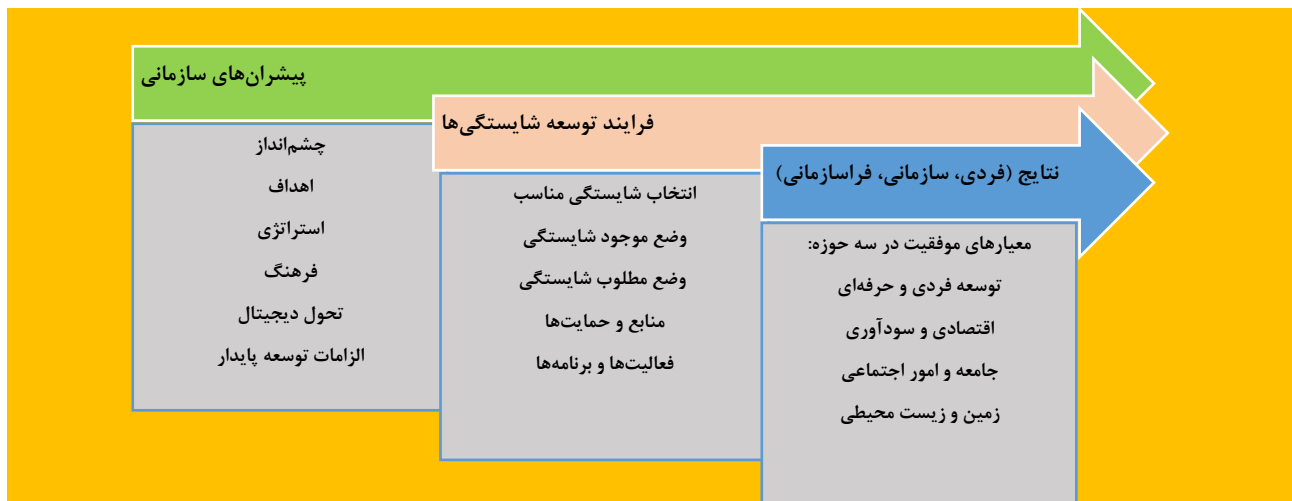 پیشران‌های سازمانی
چشم‌انداز
اهداف
استراتژی
فرهنگ
تحول دیجیتال
الزامات توسعه پایدار
فرایند توسعه شایستگی‌ها
انتخاب شایستگی مناسب
وضع موجود شایستگی
وضع مطلوب شایستگی
منابع و حمایت‌ها
فعالیت‌ها و برنامه‌ها
نتایج (فردی، سازمانی، فراسازمانی)
معیارهای موفقیت در سه حوزه:
توسعه فردی و حرفه‌ای
اقتصادی و سودآوری
جامعه و امور اجتماعی
زمین و زیست محیطی